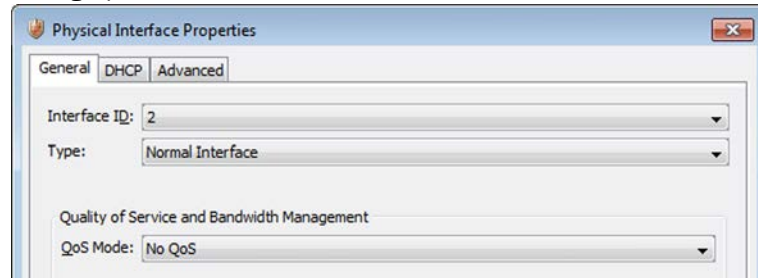 Physical Interface Properties
General DHCP Advanced
Interface ID: 2
Type: Normal Interface
Quality of Service and Bandwidth Management
QoS Mode: No QoS